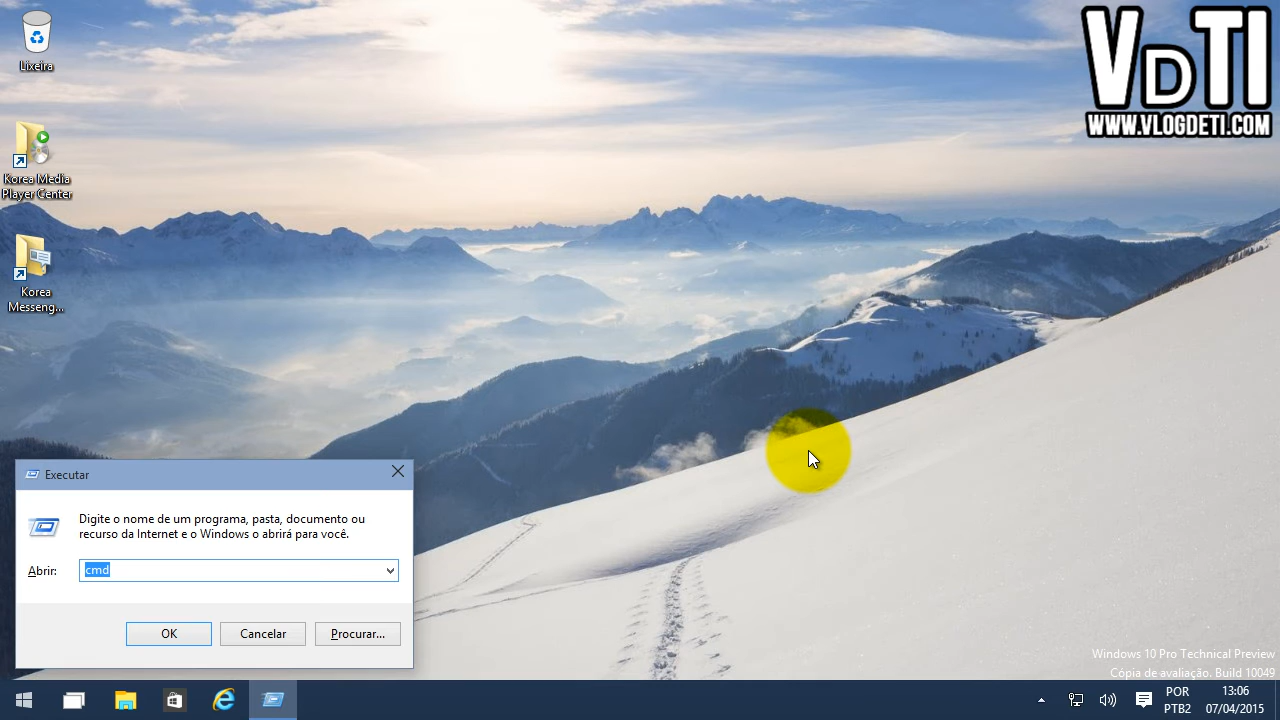 Lixeira
Korea Media
Player Center
Korea
Messeng...
VDTI
WWW.VLOGDETI.COM
Executar
Digite o nome de um programa, pasta, documento ou
recurso da Internet e o Windows o abrirá para você.
Abrir:
cmd
OK
Cancelar
Procurar...
Windows 10 Pro Technical Preview
Cópia de avaliação. Build 10049
POR
PTB2
13:06
07/04/2015